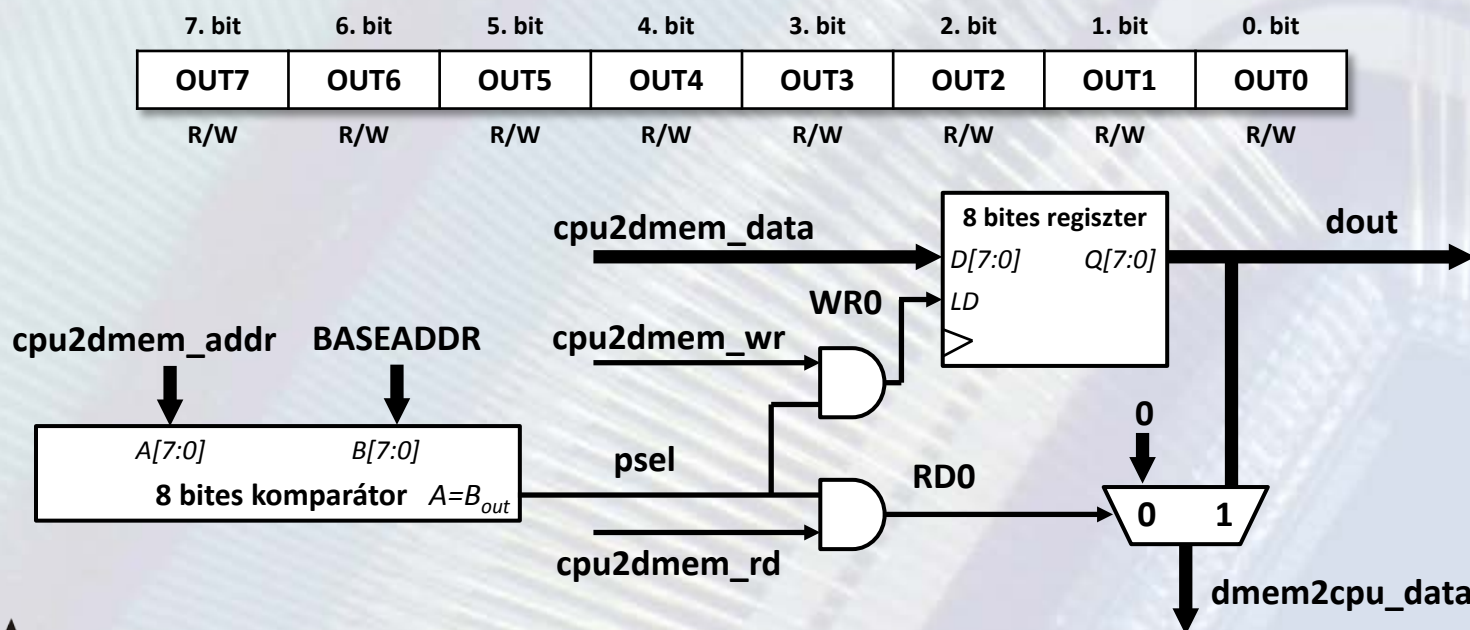 7. bit 6. bit 5. bit 4. bit 3. bit 2. bit 1. bit 0. bit
OUT7 OUT6 OUT5 OUT4 OUT3 OUT2 OUT1 OUT0
R/W R/W R/W R/W R/W R/W R/W R/W
cpu2dmem_data
8 bites regiszter
dout
D[7:0] Q[7:0]
WR0
LD
cpu2dmem_addr BASEADDR
cpu2dmem_wr
0
A[7:0] B[7:0]
psel
RD0
8 bites komparátor A=Bout
0 1
cpu2dmem_rd
dmem2cpu_data